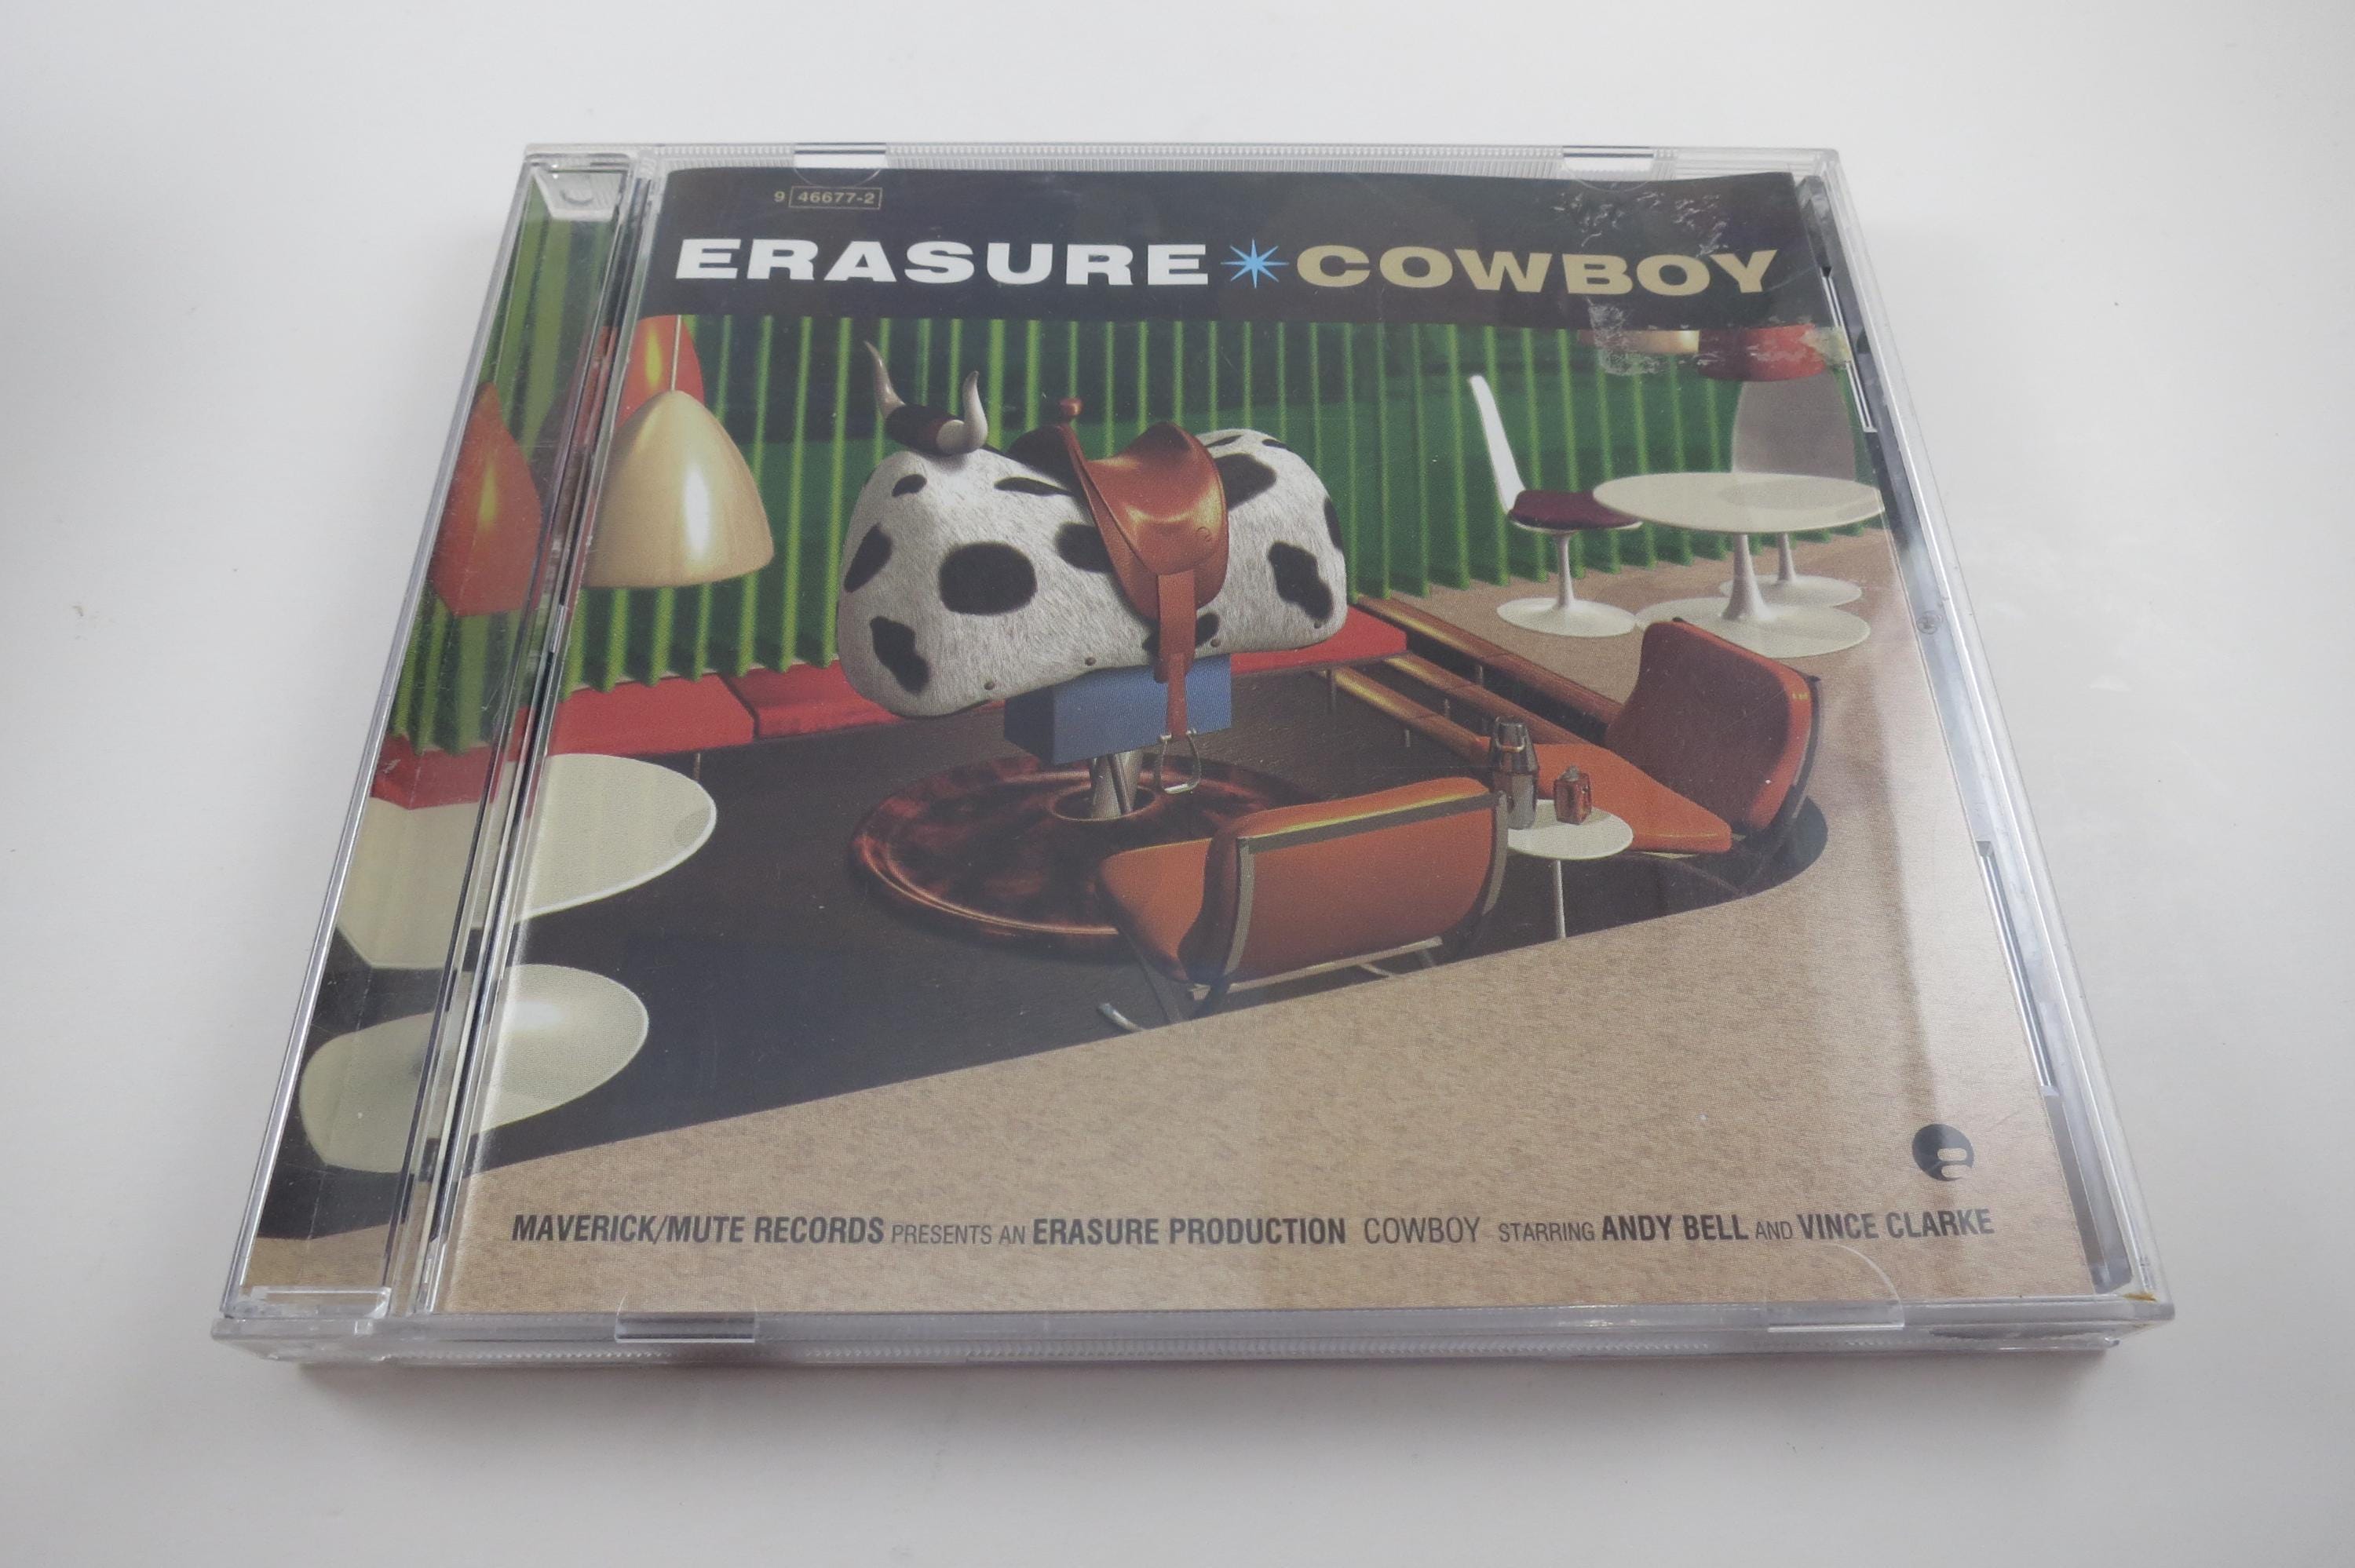 9 46677-2
ERASURE✴COWBOY
MAVERICK/MUTE RECORDS PRESENTS AN ERASURE PRODUCTION COWBOY STARRING ANDY BELL AND VINCE CLARKE